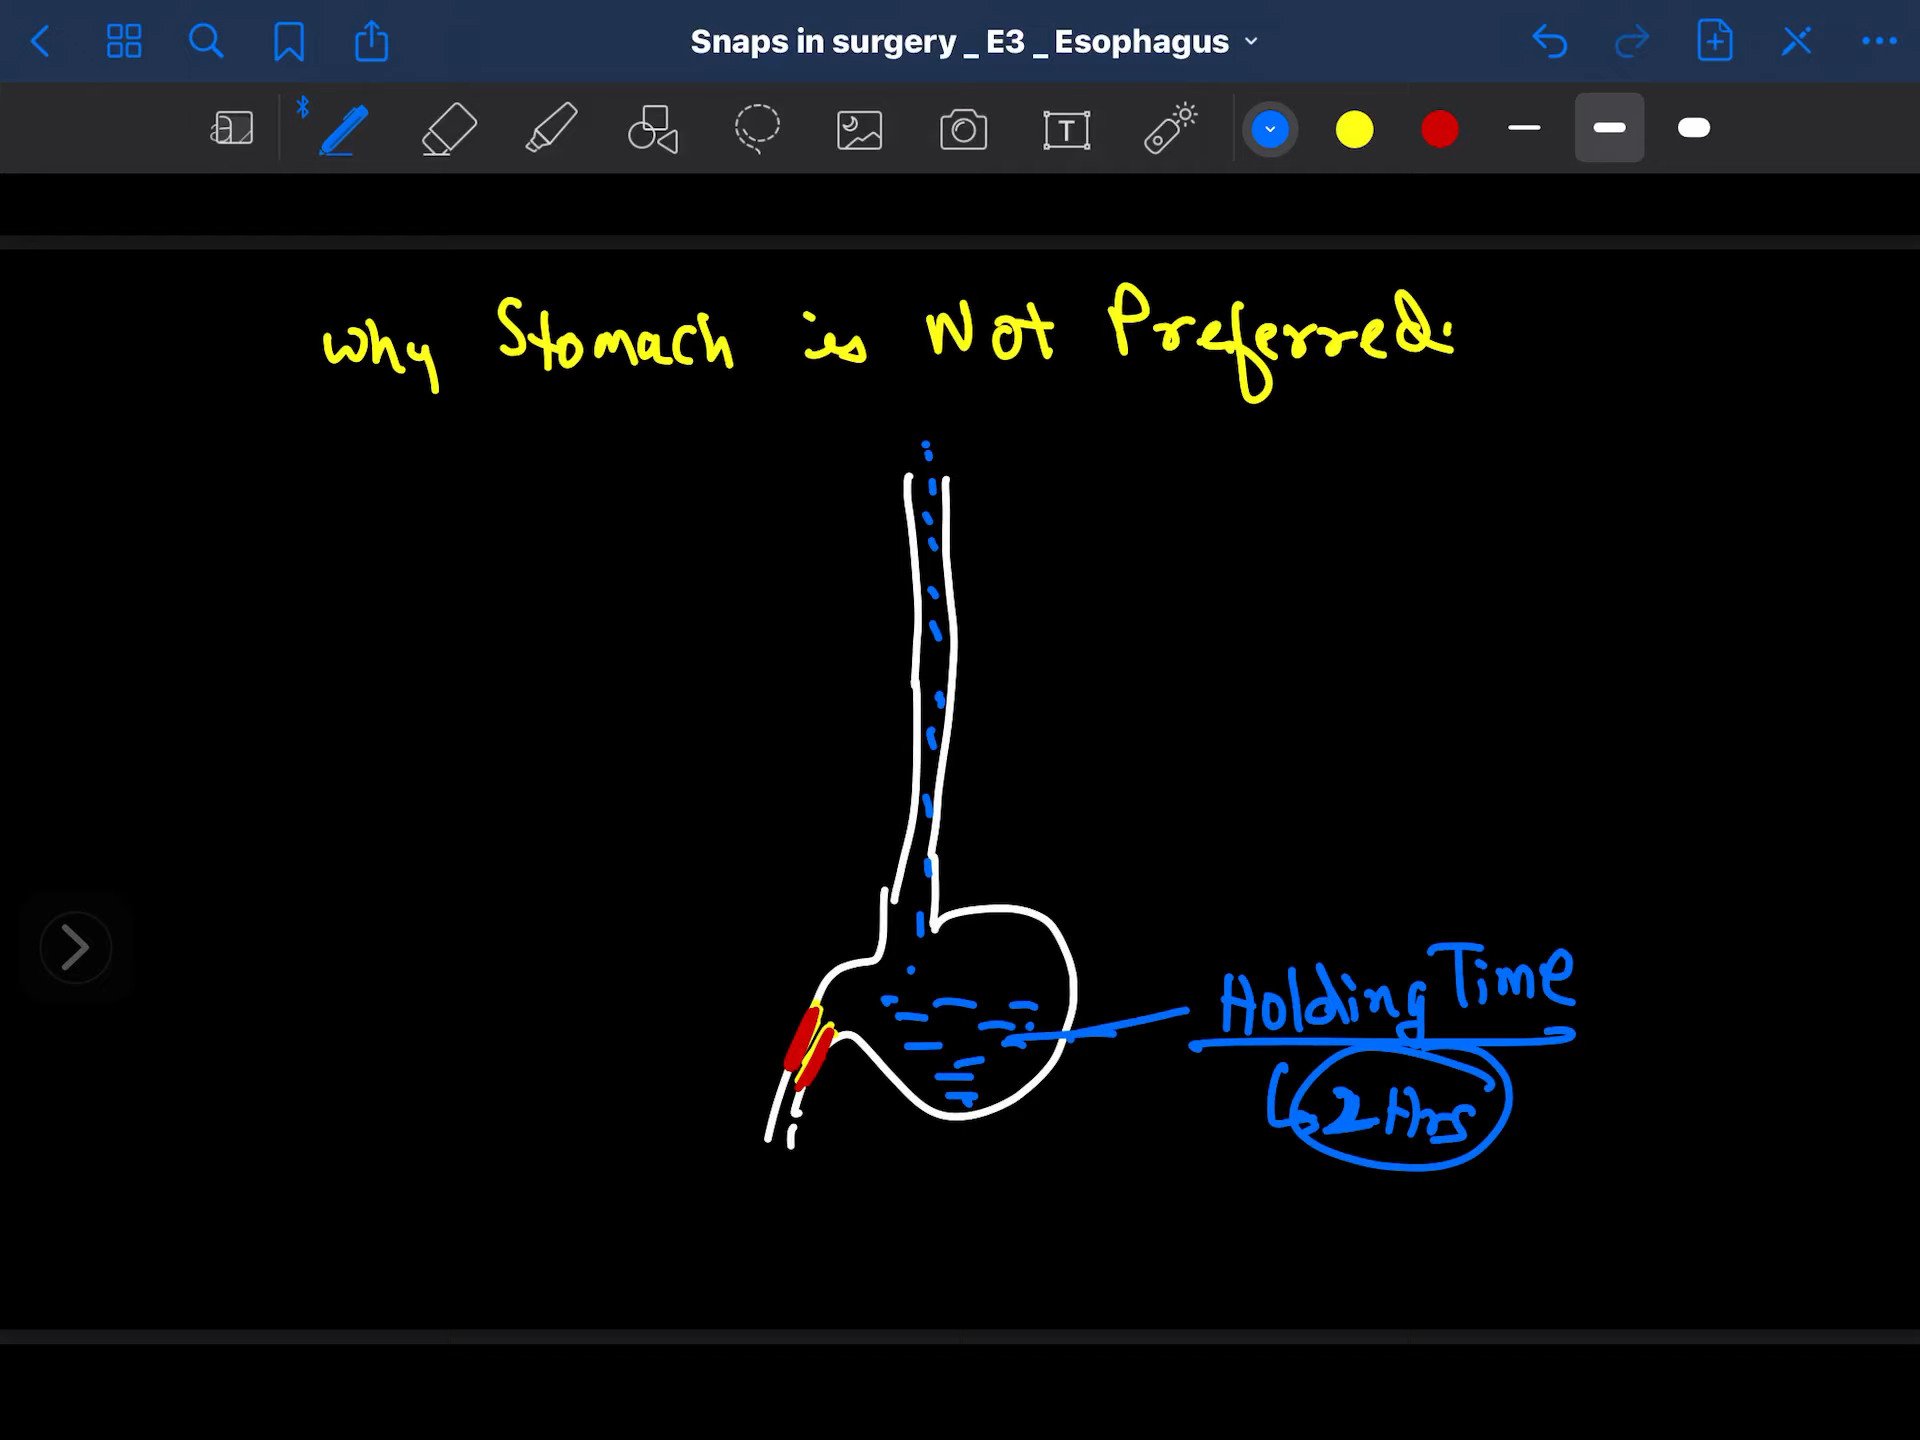 Snaps in surgery _ E3 _ Esophagus
why Stomach is Not Preferred.
Holding Time
2 Hrs